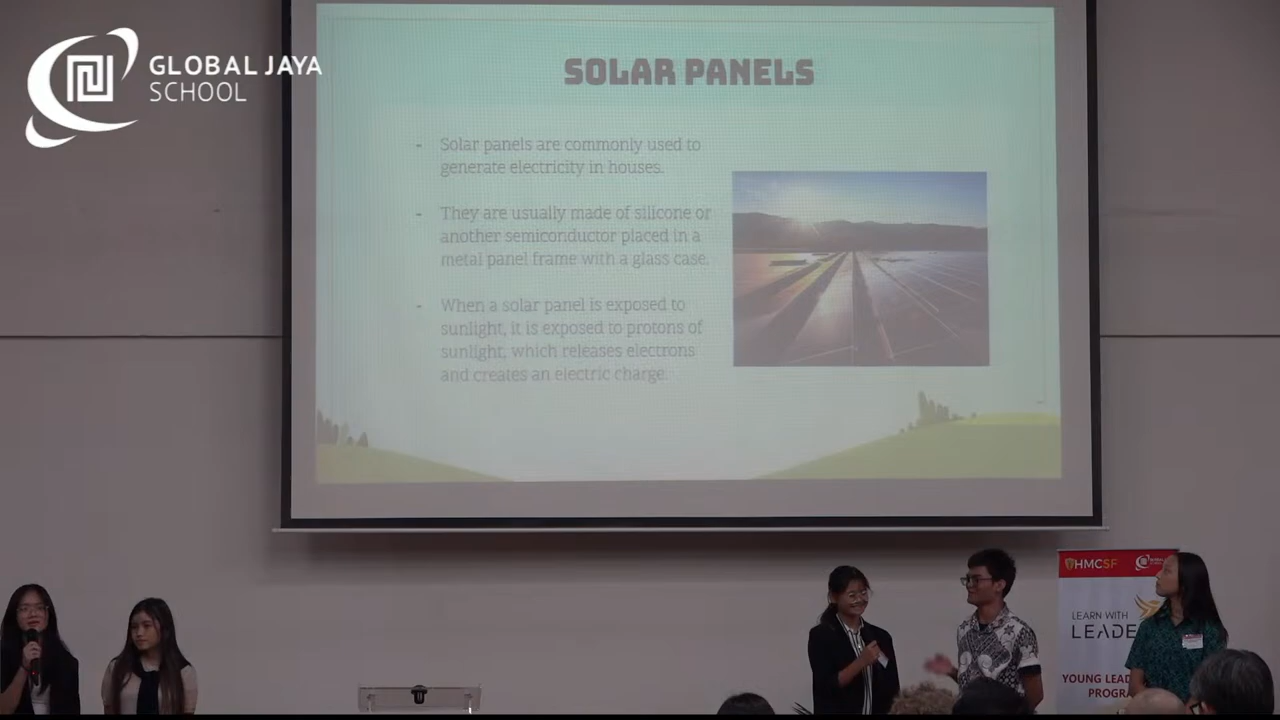 GLOBAL JAYA
SCHOOL
SOLAR PANELS
- Solar panels are commonly used to
generate electricity in houses.
- They are usually made of silicone or
another semiconductor placed in a
metal panel frame with a glass case.
- When a solar panel is exposed to
sunlight, it is exposed to protons of
sunlight, which releases electrons
and creates an electric charge.
HMCSF
LEARN WITH
LEADE
YOUNG LEAD
PROGRA